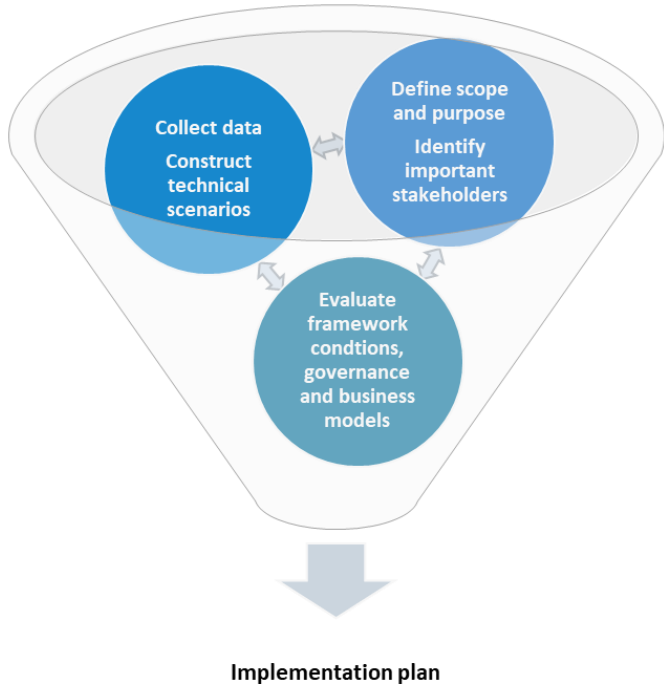 Collect data
Construct
technical
scenarios
Define scope
and purpose
Identify
important
stakeholders
Evaluate
framework
condtions,
governance
and business
models
Implementation plan